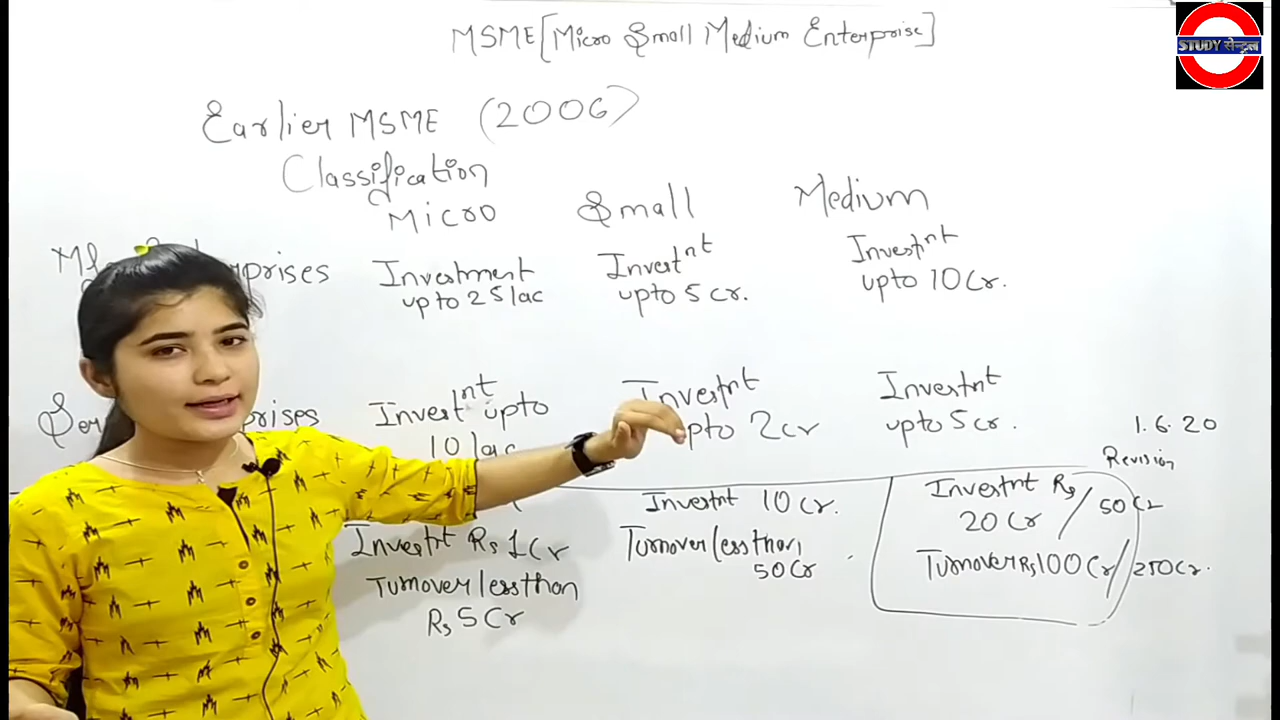 MSME [Micro Small Medium Enterprise]
STUDY सेन्ट्रल
Earlier MSME (2006)
Classification
Micro Small Medium
Investment Investnt Investnt
upto 25 lac upto 5 Cr. upto 10 Cr.
Investnt upto Investnt Investnt
10 lac upto 2 cr upto 5 cr.
1.6.20
Revision
Investnt 10 Cr. Investnt Rs 20 Cr / 50 Cr
Investnt Rs 1 Cr Turnover less than 50 Cr Turnover Rs 100 Cr / 250 Cr.
Turnover less than
Rs 5 Cr